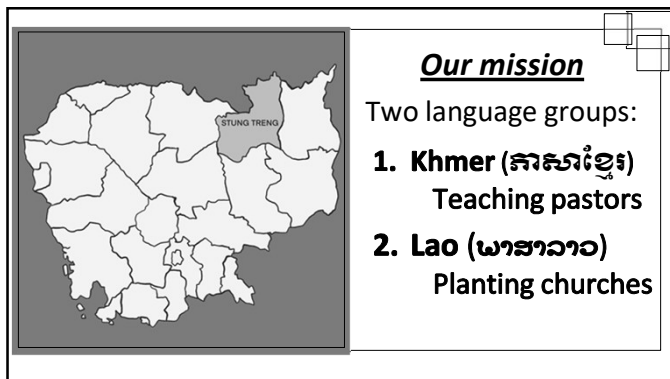 STUNG TRENG
Our mission
Two language groups:
1. Khmer (ភាសាខ្មែរ)
Teaching pastors
2. Lao (ພາສາລາວ)
Planting churches